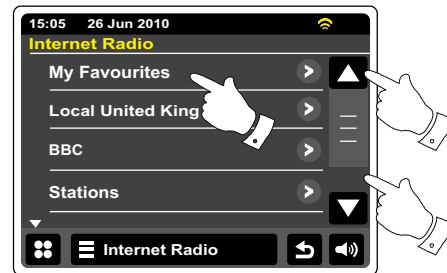 15:05 26 Jun 2010
Internet Radio
My Favourites
Local United King
BBC
Stations
Internet Radio